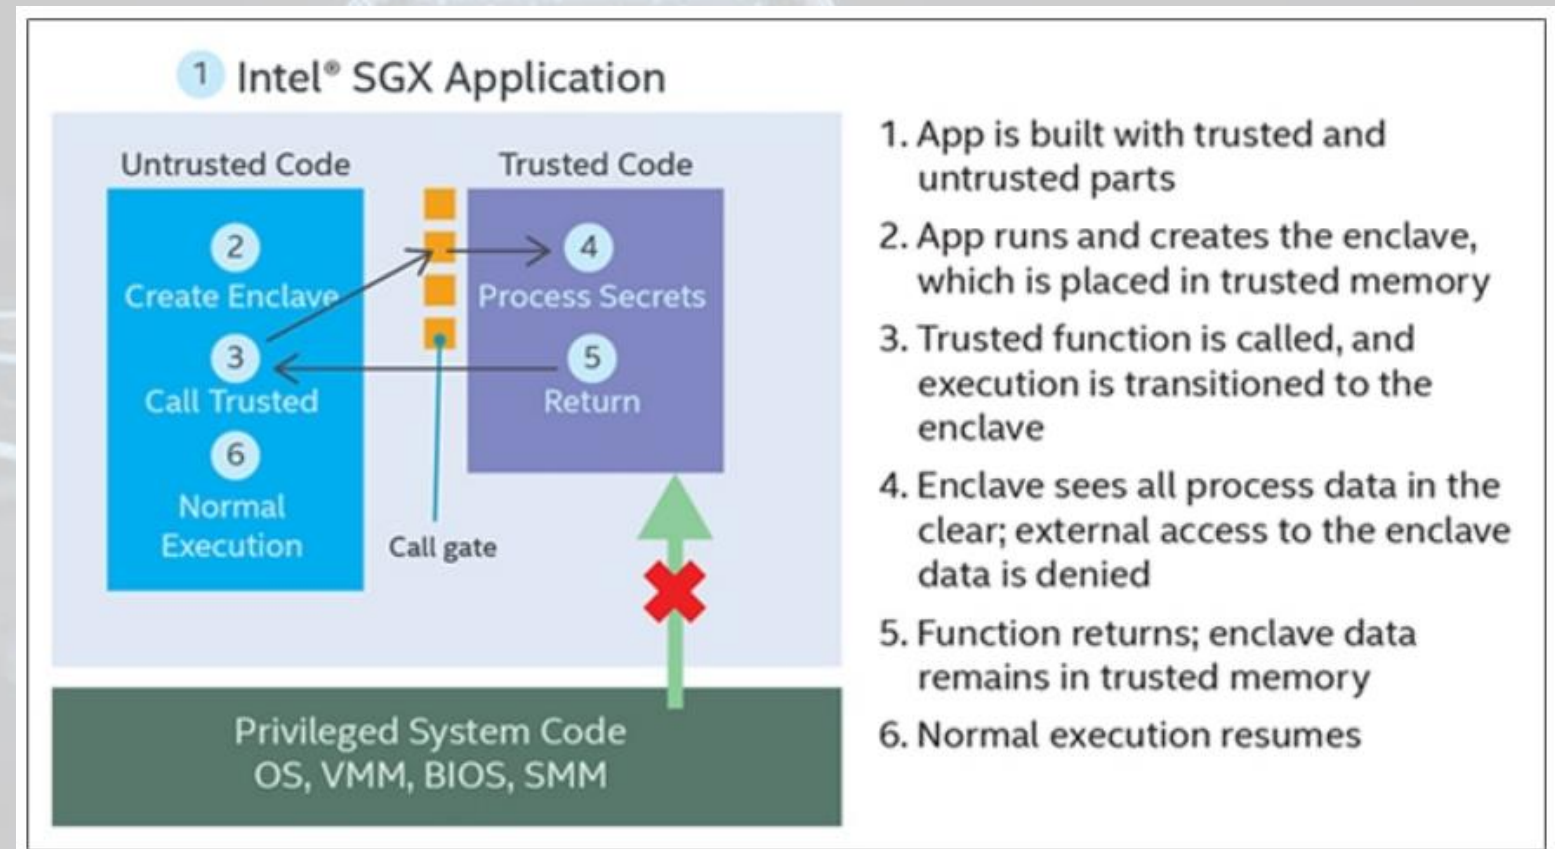 1 Intel® SGX Application
Untrusted Code
Trusted Code
2
Create Enclave
3
Call Trusted
6
Normal
Execution
4
Process Secrets
5
Return
Call gate
Privileged System Code
OS, VMM, BIOS, SMM
1. App is built with trusted and
untrusted parts
2. App runs and creates the enclave,
which is placed in trusted memory
3. Trusted function is called, and
execution is transitioned to the
enclave
4. Enclave sees all process data in the
clear; external access to the enclave
data is denied
5. Function returns; enclave data
remains in trusted memory
6. Normal execution resumes